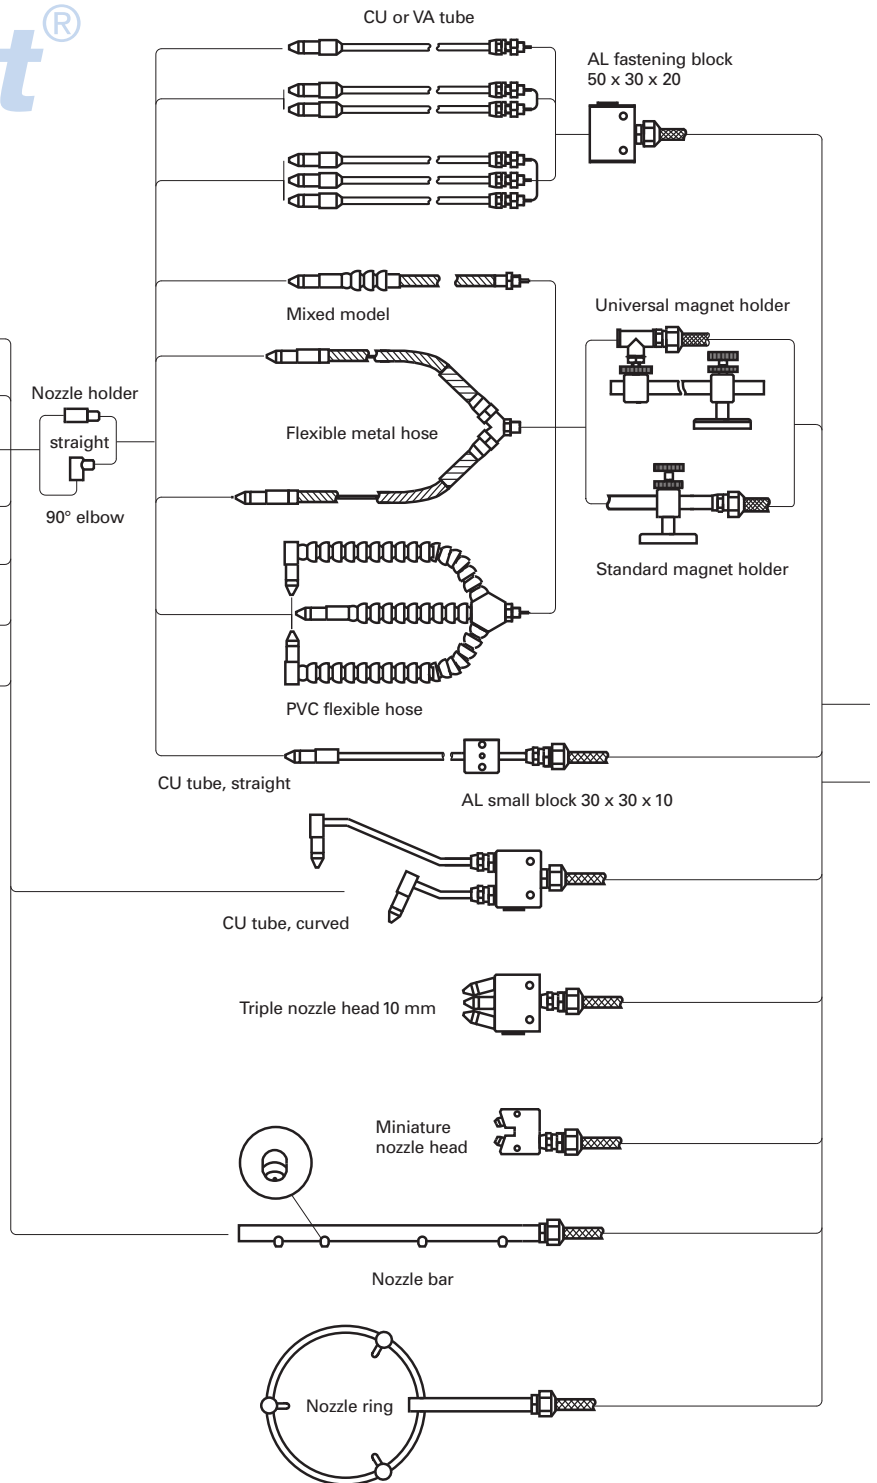 t®
CU or VA tube
AL fastening block
50 x 30 x 20
Mixed model
Universal magnet holder
Nozzle holder
straight
90° elbow
Flexible metal hose
Standard magnet holder
PVC flexible hose
CU tube, straight
AL small block 30 x 30 x 10
CU tube, curved
Triple nozzle head 10 mm
Miniature
nozzle head
Nozzle bar
Nozzle ring